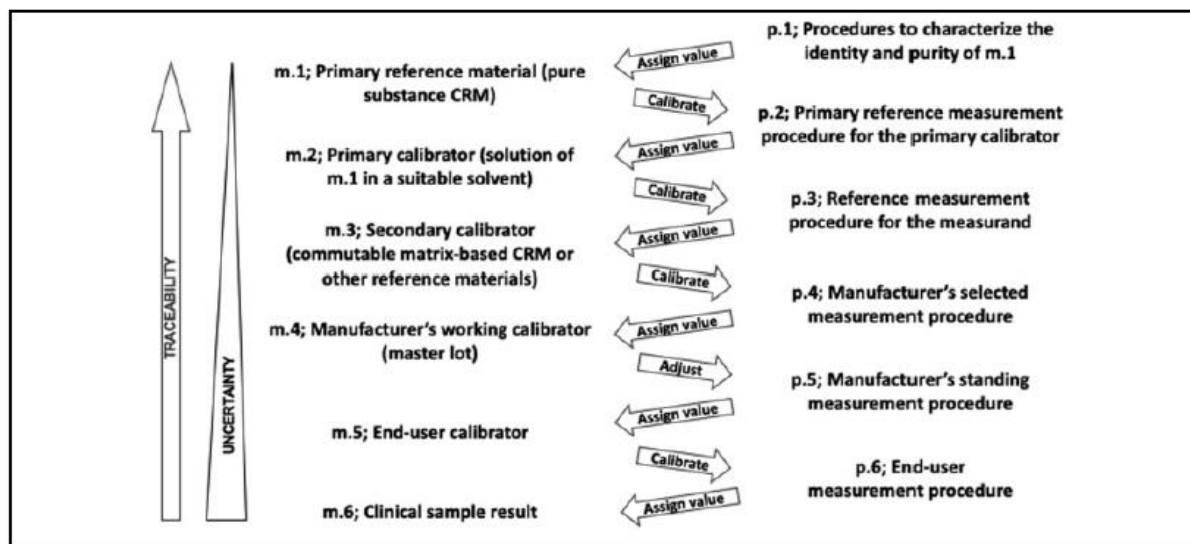 p.1; Procedures to characterize the
identity and purity of m.1
Assign value
m.1; Primary reference material (pure
substance CRM)
Calibrate
p.2; Primary reference measurement
procedure for the primary calibrator
Assign value
m.2; Primary calibrator (solution of
m.1 in a suitable solvent)
Calibrate
p.3; Reference measurement
procedure for the measurand
Assign value
m.3; Secondary calibrator
(commutable matrix-based CRM or
other reference materials)
Calibrate
p.4; Manufacturer's selected
measurement procedure
Assign value
m.4; Manufacturer's working calibrator
(master lot)
Adjust
p.5; Manufacturer's standing
measurement procedure
Assign value
m.5; End-user calibrator
Calibrate
p.6; End-user
measurement procedure
Assign value
m.6; Clinical sample result
TRACEABILITY
UNCERTAINTY